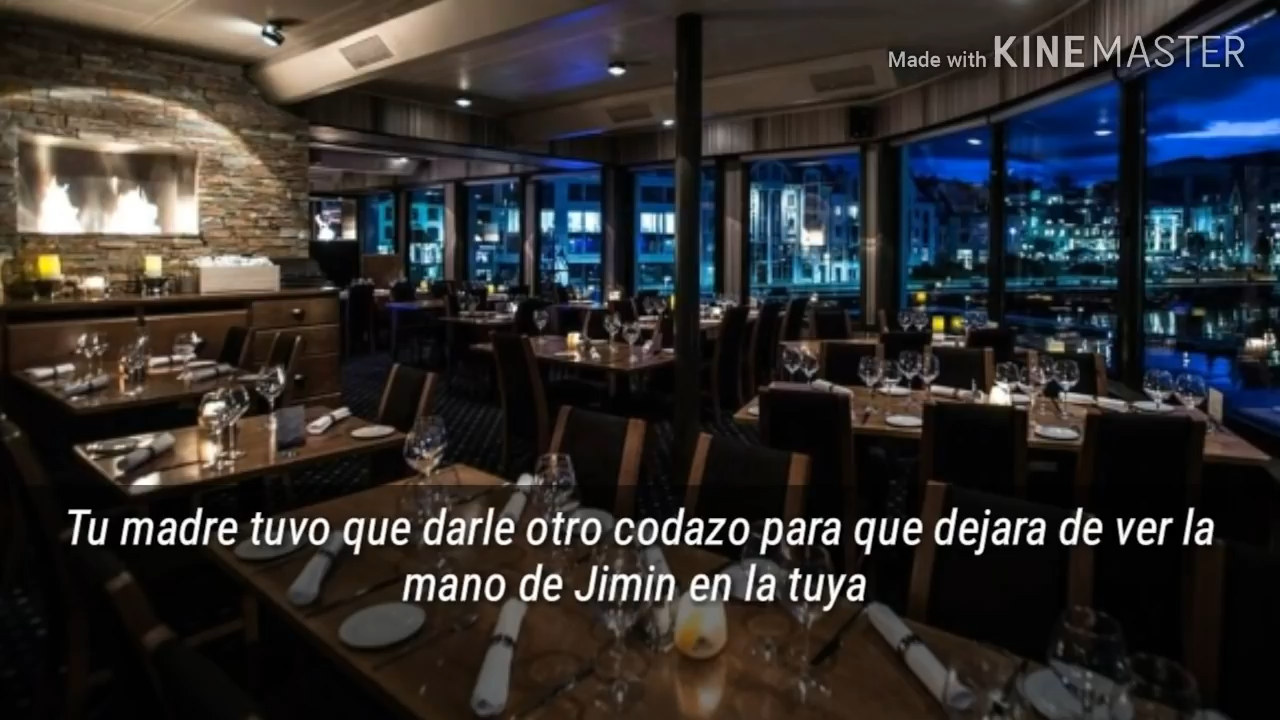 Made with KINEMASTER
Tu madre tuvo que darle otro codazo para que dejara de ver la
mano de Jimin en la tuya